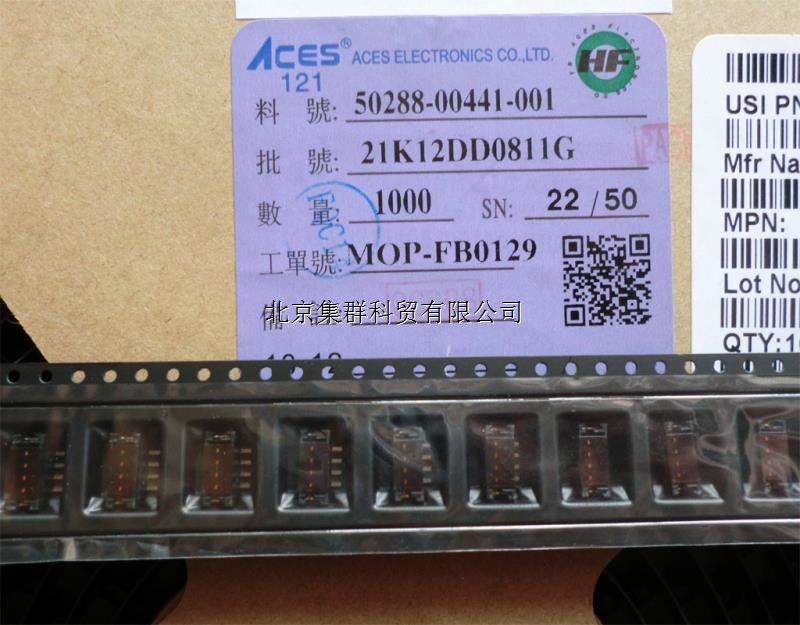 ACES® ACES ELECTRONICS CO.,LTD.
121
HF
料 號: 50288-00441-001
批 號: 21K12DD0811G
數 量: 1000 SN: 22 / 50
工單號: MOP-FB0129
備
北京集群科贸有限公司
USI PN
Mfr Na
MPN:
Lot No
QTY:10